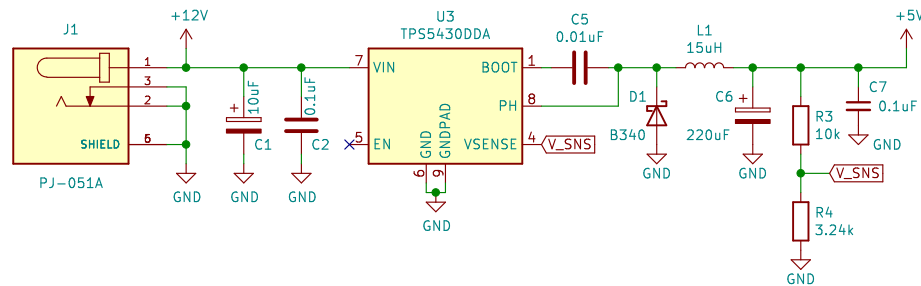 J1
+12V
1
3
2
SHIELD
PJ-051A
GND
+
10uF
C1
GND
0.1uF
C2
GND
U3
TPS5430DDA
7
VIN
5
EN
GND
GNDPAD
6
9
GND
BOOT
1
PH
8
VSENSE
4
V_SNS
C5
0.01uF
D1
B340
GND
L1
15uH
C6
+
220uF
GND
R3
10k
V_SNS
R4
3.24k
GND
+5V
C7
0.1uF
GND